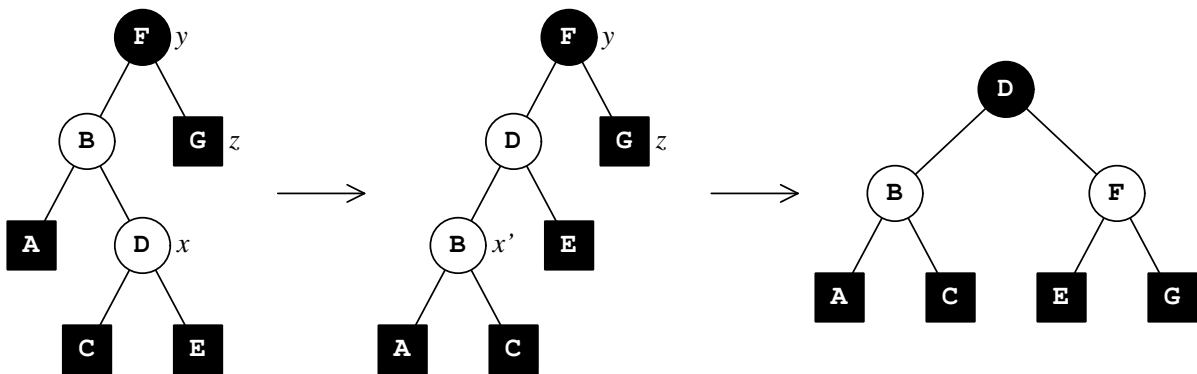 F y
B G z
A D x
C E
F y
D G z
B x' E
A C
D
B F
A C E G